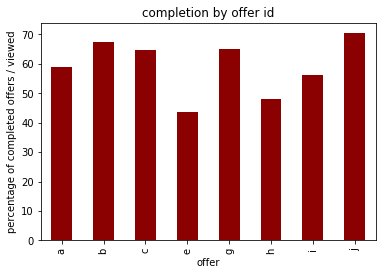 completion by offer id
percentage of completed offers / viewed
70
60
50
40
30
20
10
0
a
b
c
e
g
h
i
j
offer